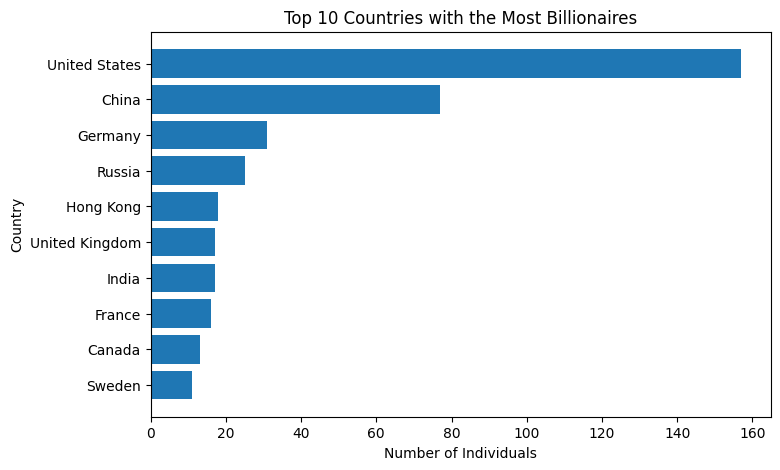 Top 10 Countries with the Most Billionaires
Country
United States
China
Germany
Russia
Hong Kong
United Kingdom
India
France
Canada
Sweden
0 20 40 60 80 100 120 140 160
Number of Individuals